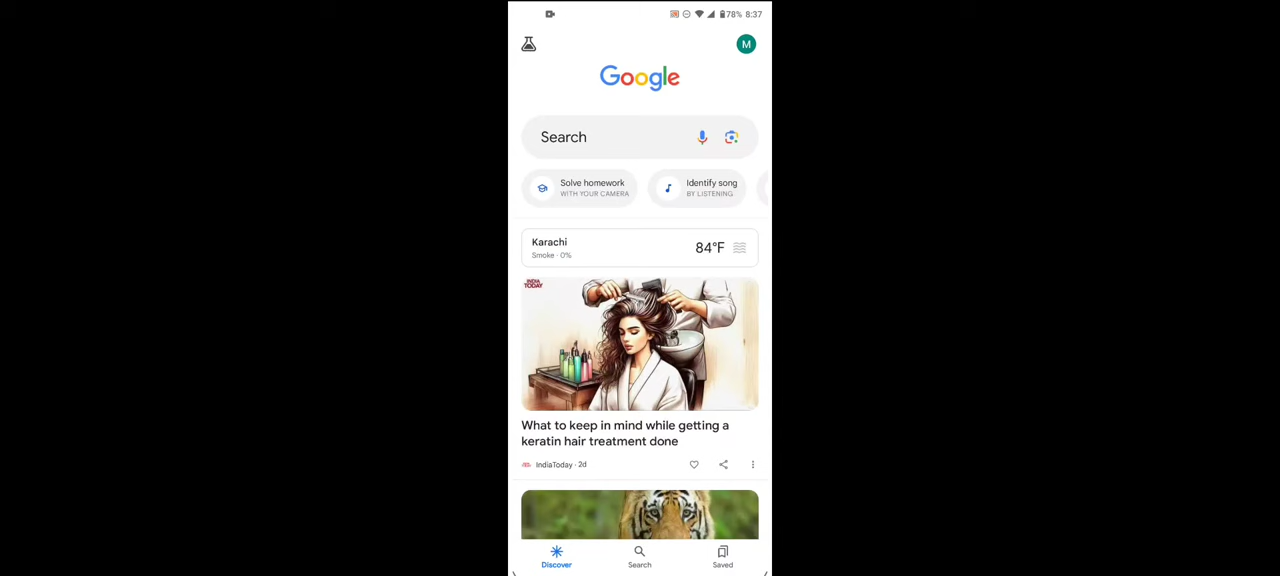 78% 8:37
M
Google
Search
Solve homework
WITH YOUR CAMERA
Identify song
BY LISTENING
Karachi
Smoke · 0%
84°F
INDIA
TODAY
What to keep in mind while getting a
keratin hair treatment done
IndiaToday · 2d
Discover
Search
Saved